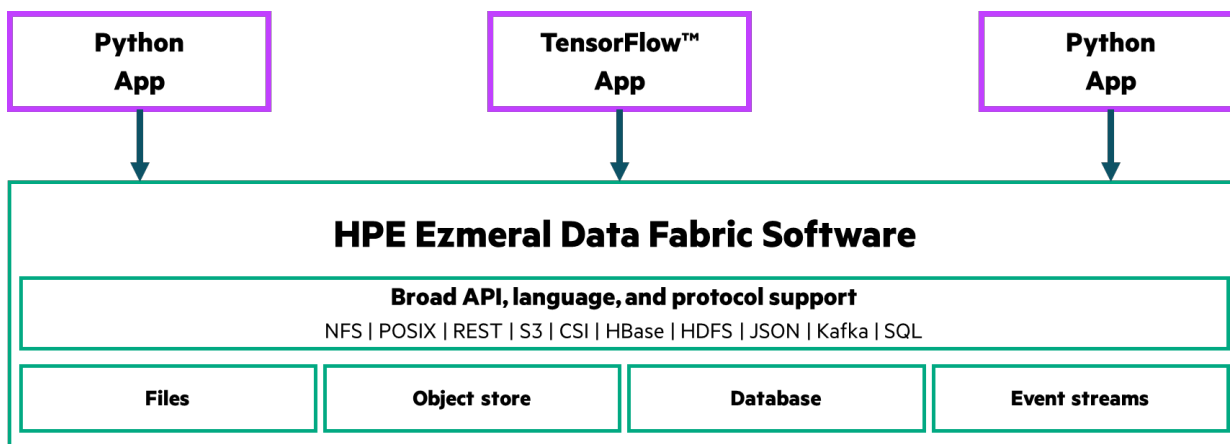 Python
App
TensorFlow™
App
Python
App
HPE Ezmeral Data Fabric Software
Broad API, language, and protocol support
NFS | POSIX | REST | S3 | CSI | HBase | HDFS | JSON | Kafka | SQL
Files
Object store
Database
Event streams